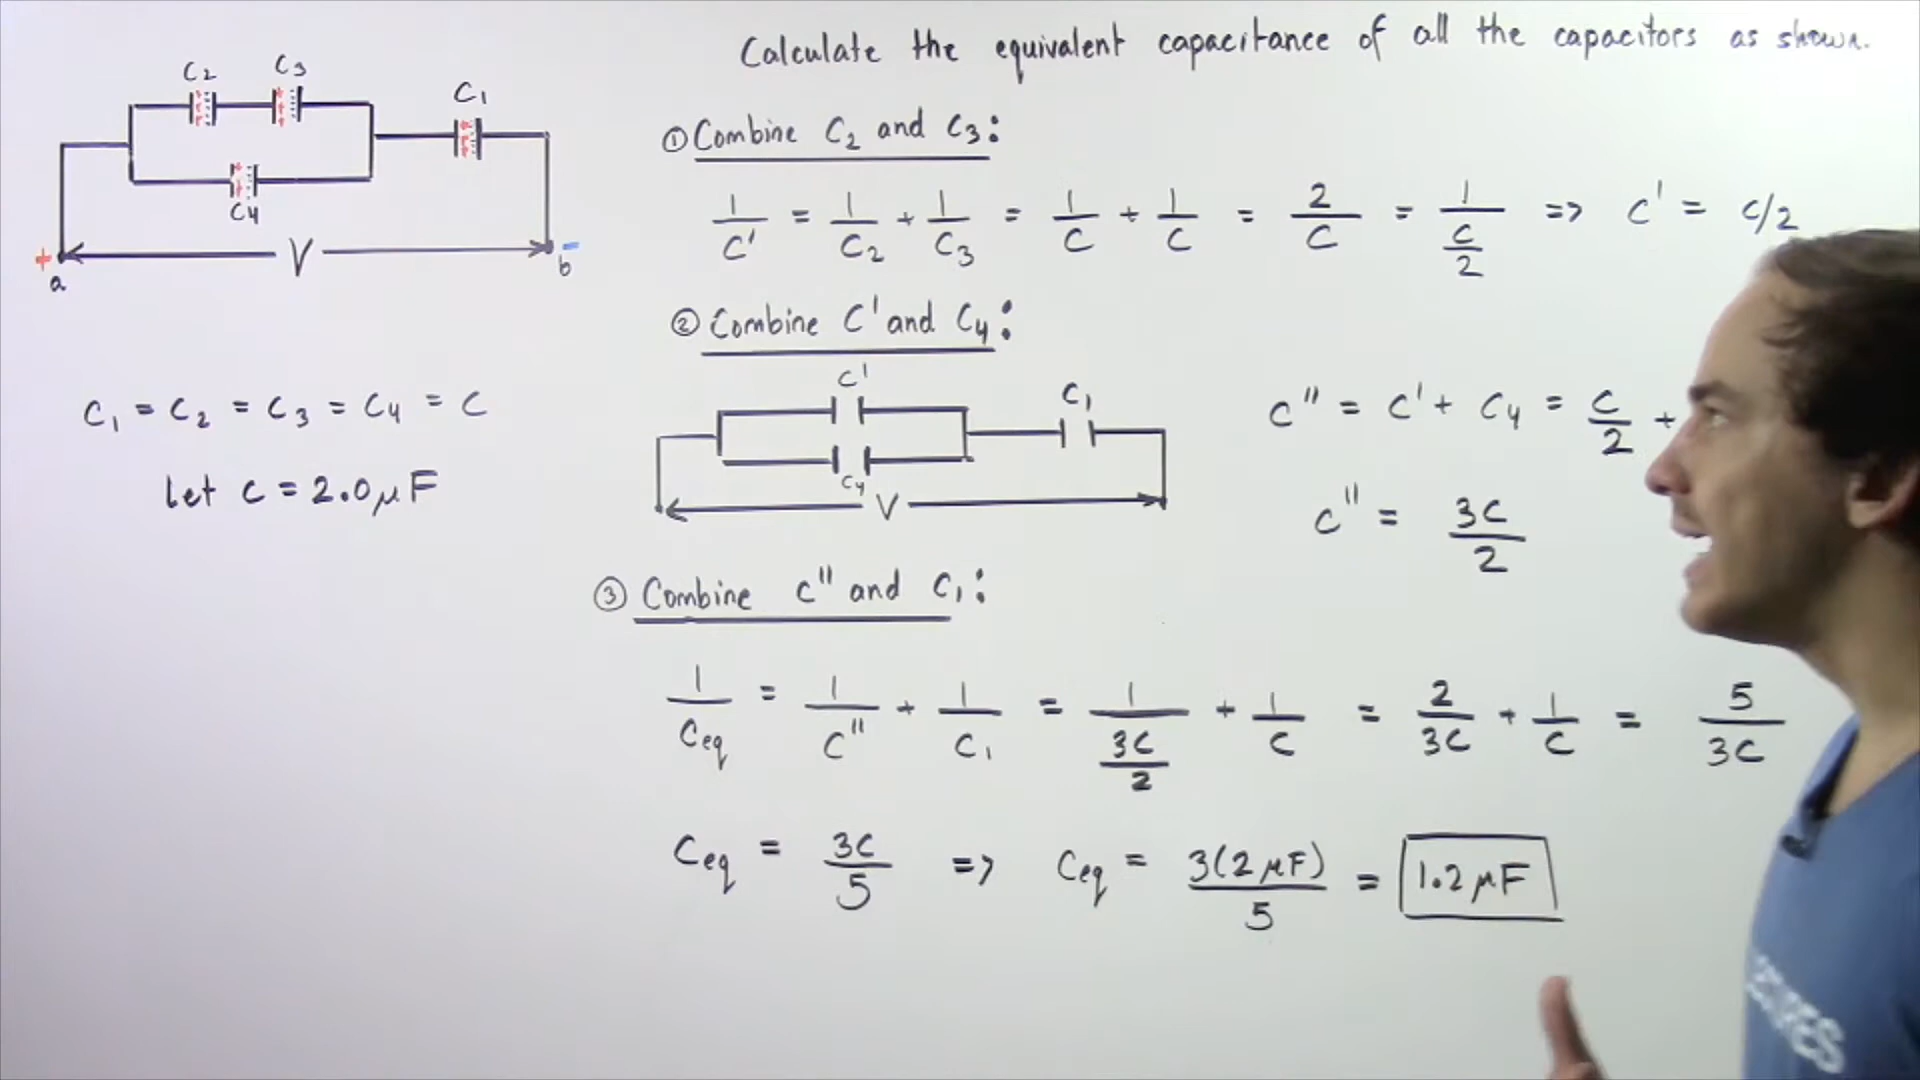 Calculate the equivalent capacitance of all the capacitors as shown.
C2 C3
C1
C4
+ V −
a b
C1 = C2 = C3 = C4 = C
let C = 2.0 μF
① Combine C2 and C3:
1/C' = 1/C2 + 1/C3 = 1/C + 1/C = 2/C = 1/(C/2) => C' = C/2
② Combine C' and C4:
C'
C1
C4
V
C'' = C' + C4 = C/2 +
C'' = 3C/2
③ Combine C'' and C1:
1/Ceq = 1/C'' + 1/C1 = 1/(3C/2) + 1/C = 2/3C + 1/C = 5/3C
Ceq = 3C/5 => Ceq = 3(2μF)/5 = 1.2μF